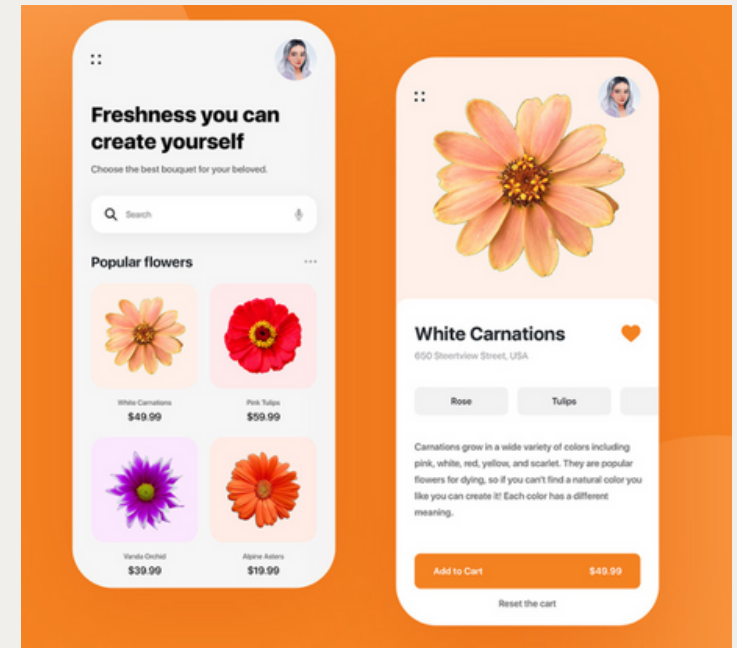 Freshness you can
create yourself
Choose the best bouquet for your beloved.
Search
Popular flowers
White Carnations
$49.99
Pink Tulips
$59.99
Vanda Orchid
$39.99
Alpine Asters
$19.99
White Carnations
650 Steertview Street, USA
Rose
Tulips
Carnations grow in a wide variety of colors including
pink, white, red, yellow, and scarlet. They are popular
flowers for dying, so if you can't find a natural color you
like you can create it! Each color has a different
meaning.
Add to Cart
$49.99
Reset the cart